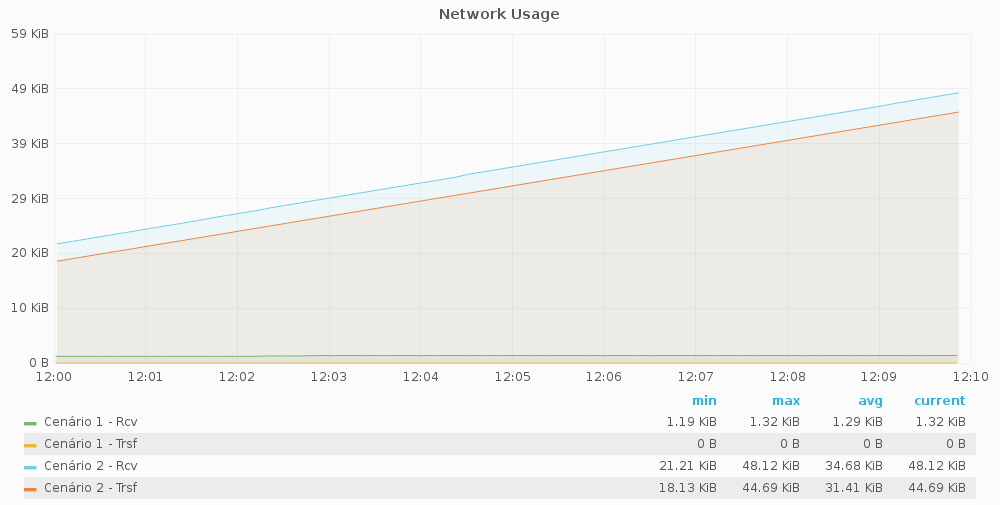 Network Usage
59 KiB
49 KiB
39 KiB
29 KiB
20 KiB
10 KiB
0 B
12:00 12:01 12:02 12:03 12:04 12:05 12:06 12:07 12:08 12:09 12:10
min max avg current
Cenário 1 - Rcv 1.19 KiB 1.32 KiB 1.29 KiB 1.32 KiB
Cenário 1 - Trsf 0 B 0 B 0 B 0 B
Cenário 2 - Rcv 21.21 KiB 48.12 KiB 34.68 KiB 48.12 KiB
Cenário 2 - Trsf 18.13 KiB 44.69 KiB 31.41 KiB 44.69 KiB